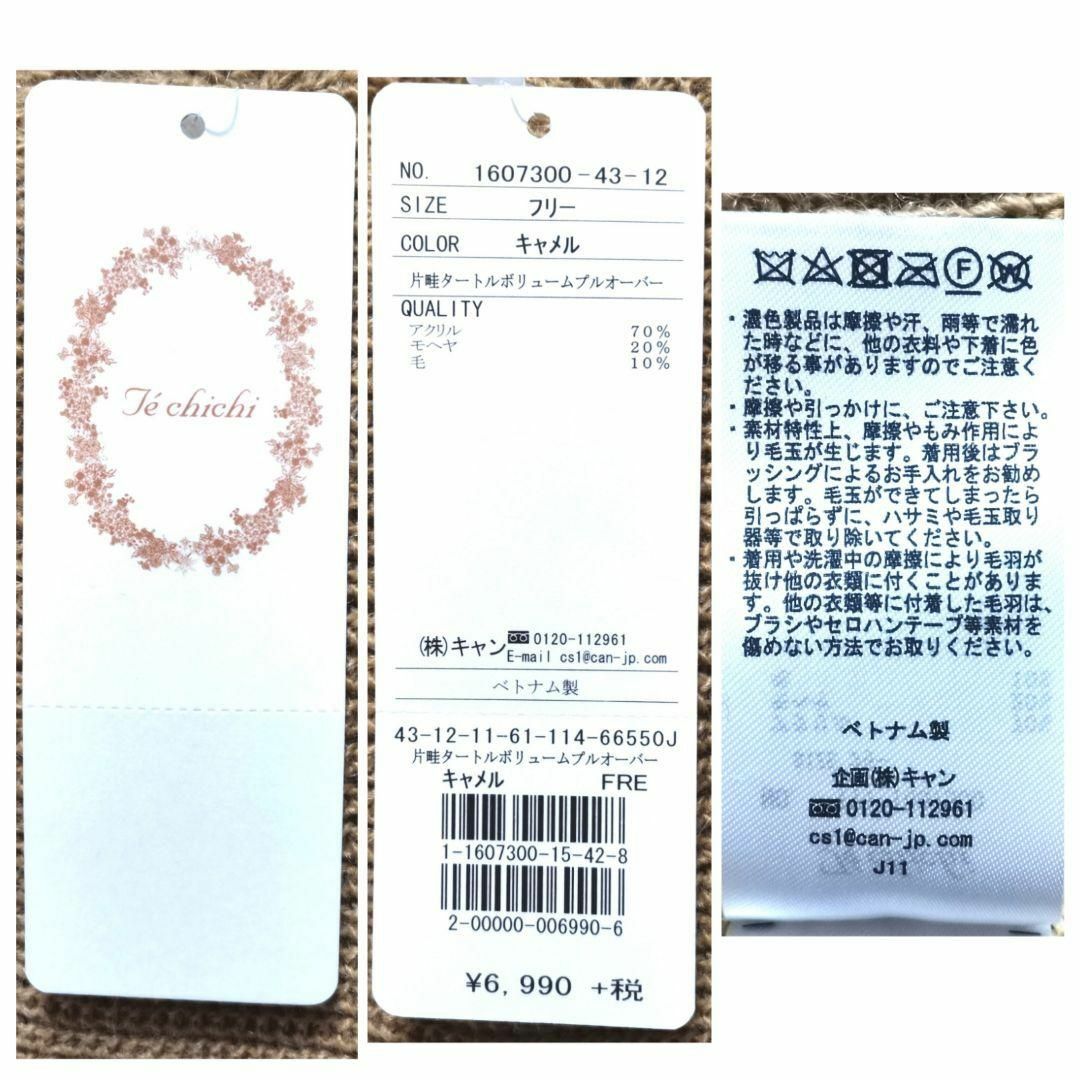 Té chichi
NO. 1607300-43-12
SIZE フリー
COLOR キャメル
片畦タートルボリュームプルオーバー
QUALITY
アクリル 70%
モヘヤ 20%
毛 10%
(株)キャン 0120-112961
E-mail cs1@can-jp.com
ベトナム製
43-12-11-61-114-66550J
片畦タートルボリュームプルオーバー
キャメル FRE
1-1607300-15-42-8
2-00000-006990-6
¥6,990 +税
F W
・濃色製品は摩擦や汗、雨等で濡れ
た時などに、他の衣料や下着に色
が移る事がありますのでご注意く
ださい。
・摩擦や引っかけに、ご注意下さい。
・素材特性上、摩擦やもみ作用によ
り毛玉が生じます。着用後はブラ
ッシングによるお手入れをお勧め
します。毛玉ができてしまったら
引っぱらずに、ハサミや毛玉取り
器等で取り除いてください。
・着用や洗濯中の摩擦により毛羽が
抜け他の衣類に付くことがありま
す。他の衣類等に付着した毛羽は、
ブラシやセロハンテープ等素材を
傷めない方法でお取りください。
ベトナム製
企画(株)キャン
0120-112961
cs1@can-jp.com
J11